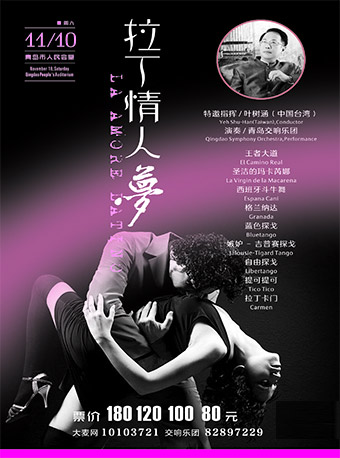 星期六
11/10
青岛市人民会堂
November 10,Saturday
Qingdao People's Auditorium
拉丁情人夢
LA AMORE LATINO
特邀指挥/叶树涵（中国台湾）
Yeh Shu-Han(Taiwan),Conductor
演奏/青岛交响乐团
Qingdao Symphony Orchestra,Performance
王者大道
El Camino Real
圣洁的玛卡芮娜
La Virgin de la Macarena
西班牙斗牛舞
Espana Cani
格兰纳达
Granada
蓝色探戈
Bluetango
嫉妒 - 吉普赛探戈
Jilousie-Tigard Tango
自由探戈
Libertango
提可提可
Tico Tico
拉丁卡门
Carmen
票价 180 120 100 80 元
大麦网 10103721 交响乐团 82897229